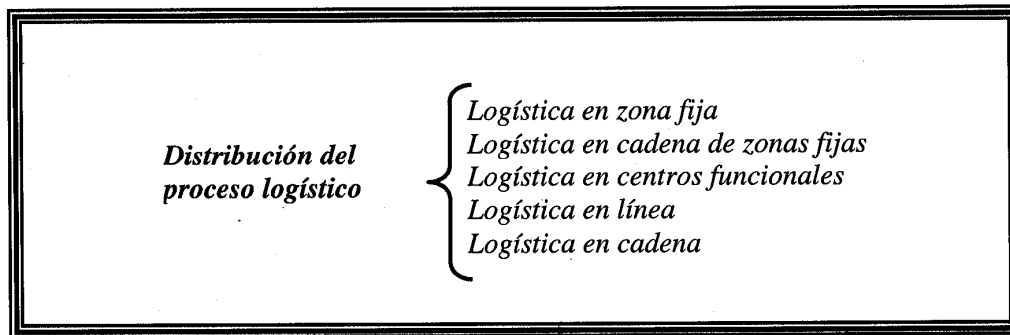 Distribución del
proceso logístico
Logística en zona fija
Logística en cadena de zonas fijas
Logística en centros funcionales
Logística en línea
Logística en cadena